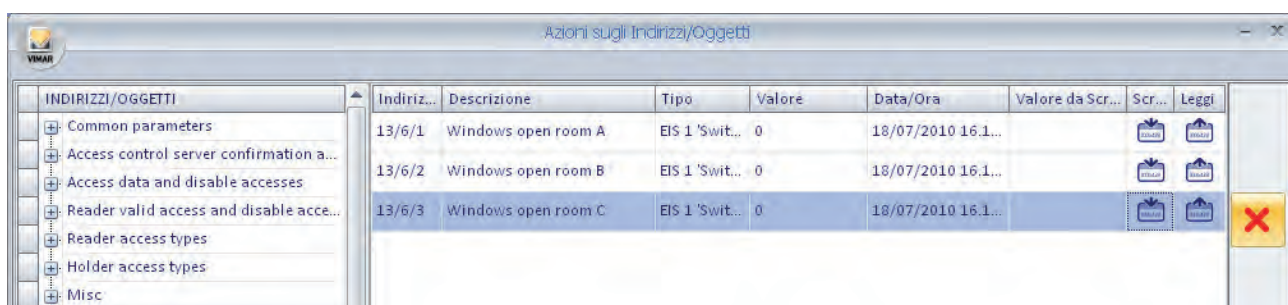 Azioni sugli Indirizzi/Oggetti
VIMAR
INDIRIZZI/OGGETTI
Indiriz... Descrizione Tipo Valore Data/Ora Valore da Scr... Scr... Leggi
Common parameters
13/6/1 Windows open room A EIS 1 'Swit... 0 18/07/2010 16.1...
Access control server confirmation a...
13/6/2 Windows open room B EIS 1 'Swit... 0 18/07/2010 16.1...
Access data and disable accesses
Reader valid access and disable acce...
13/6/3 Windows open room C EIS 1 'Swit... 0 18/07/2010 16.1...
Reader access types
Holder access types
Misc